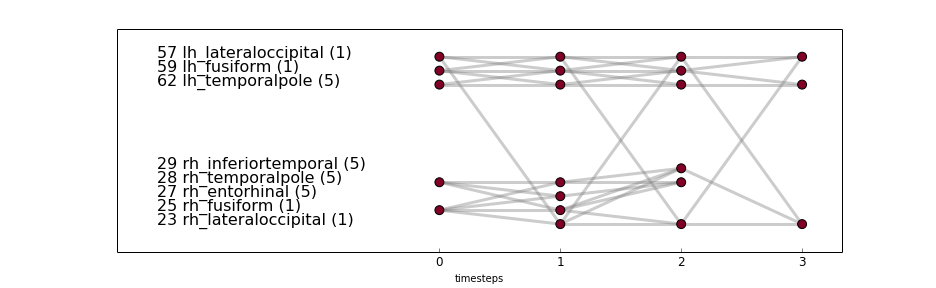 57 lh_lateraloccipital (1)
59 lh_fusiform (1)
62 lh_temporalpole (5)
29 rh_inferiortemporal (5)
28 rh_temporalpole (5)
27 rh_entorhinal (5)
25 rh_fusiform (1)
23 rh_lateraloccipital (1)
0 1 2 3
timesteps